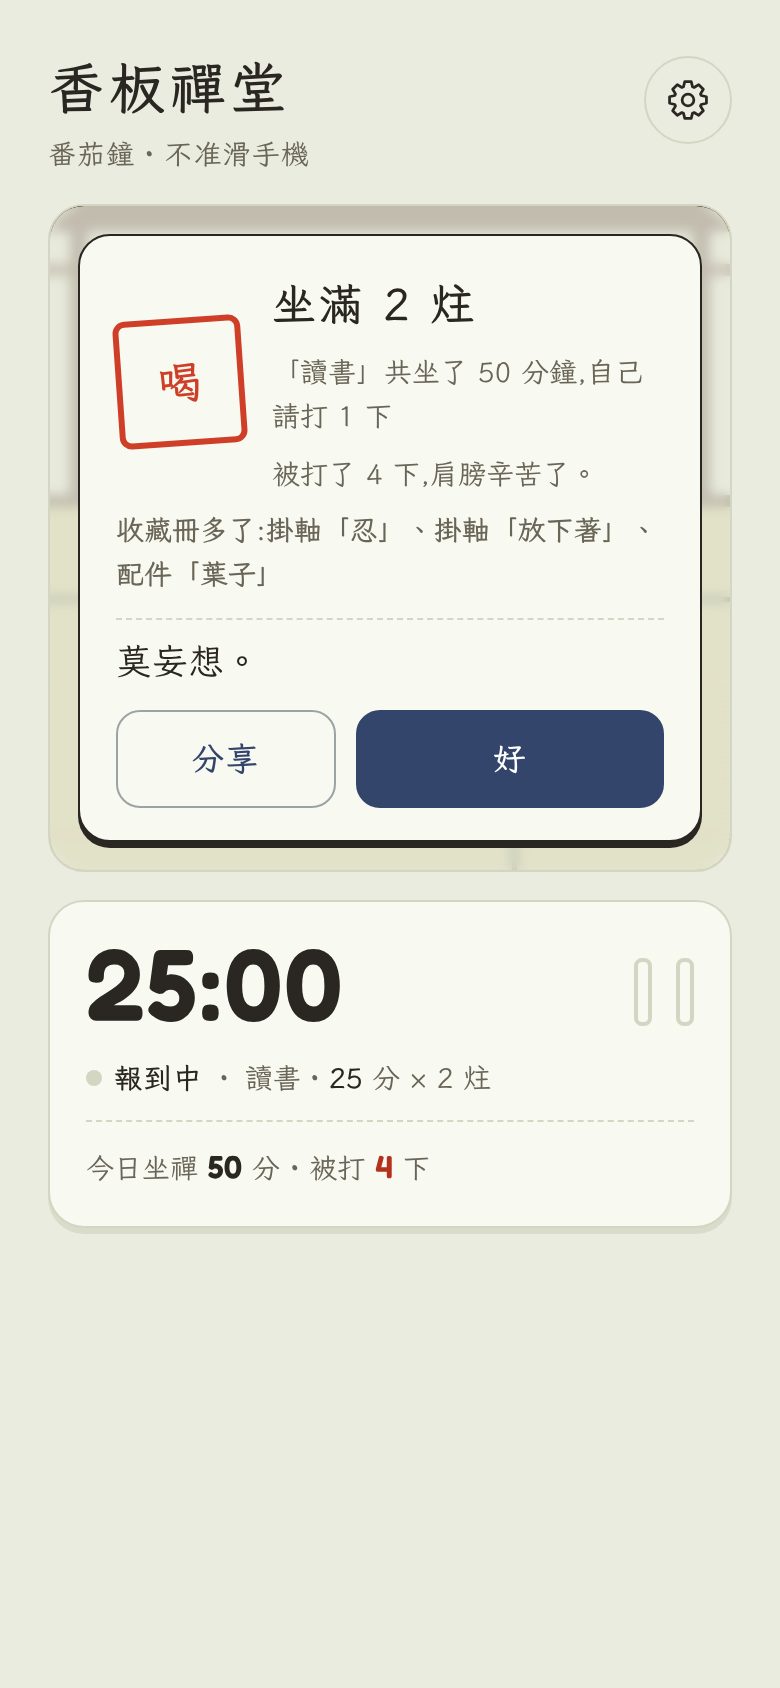 香板禪堂
番茄鐘・不准滑手機
坐滿 2 炷
喝
「讀書」共坐了 50 分鐘,自己
請打 1 下
被打了 4 下,肩膀辛苦了。
收藏冊多了:掛軸「忍」、掛軸「放下著」、
配件「葉子」
莫妄想。
分享
好
25:00
報到中 ・ 讀書・25 分 × 2 炷
今日坐禪 50 分・被打 4 下